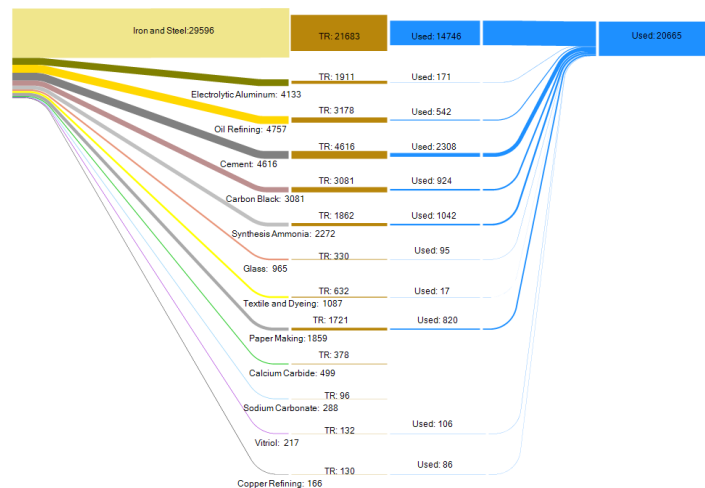 Iron and Steel:29596
TR: 21683
Used: 14746
Used: 20665
TR: 1911
Used: 171
Electrolytic Aluminum: 4133
TR: 3178
Used: 542
Oil Refining: 4757
TR: 4616
Used: 2308
Cement: 4616
TR: 3081
Used: 924
Carbon Black: 3081
TR: 1862
Used: 1042
Synthesis Ammonia: 2272
TR: 330
Used: 95
Glass: 965
TR: 632
Used: 17
Textile and Dyeing: 1087
TR: 1721
Used: 820
Paper Making: 1859
TR: 378
Calcium Carbide: 499
TR: 96
Sodium Carbonate: 288
TR: 132
Used: 106
Vitriol: 217
TR: 130
Used: 86
Copper Refining: 166